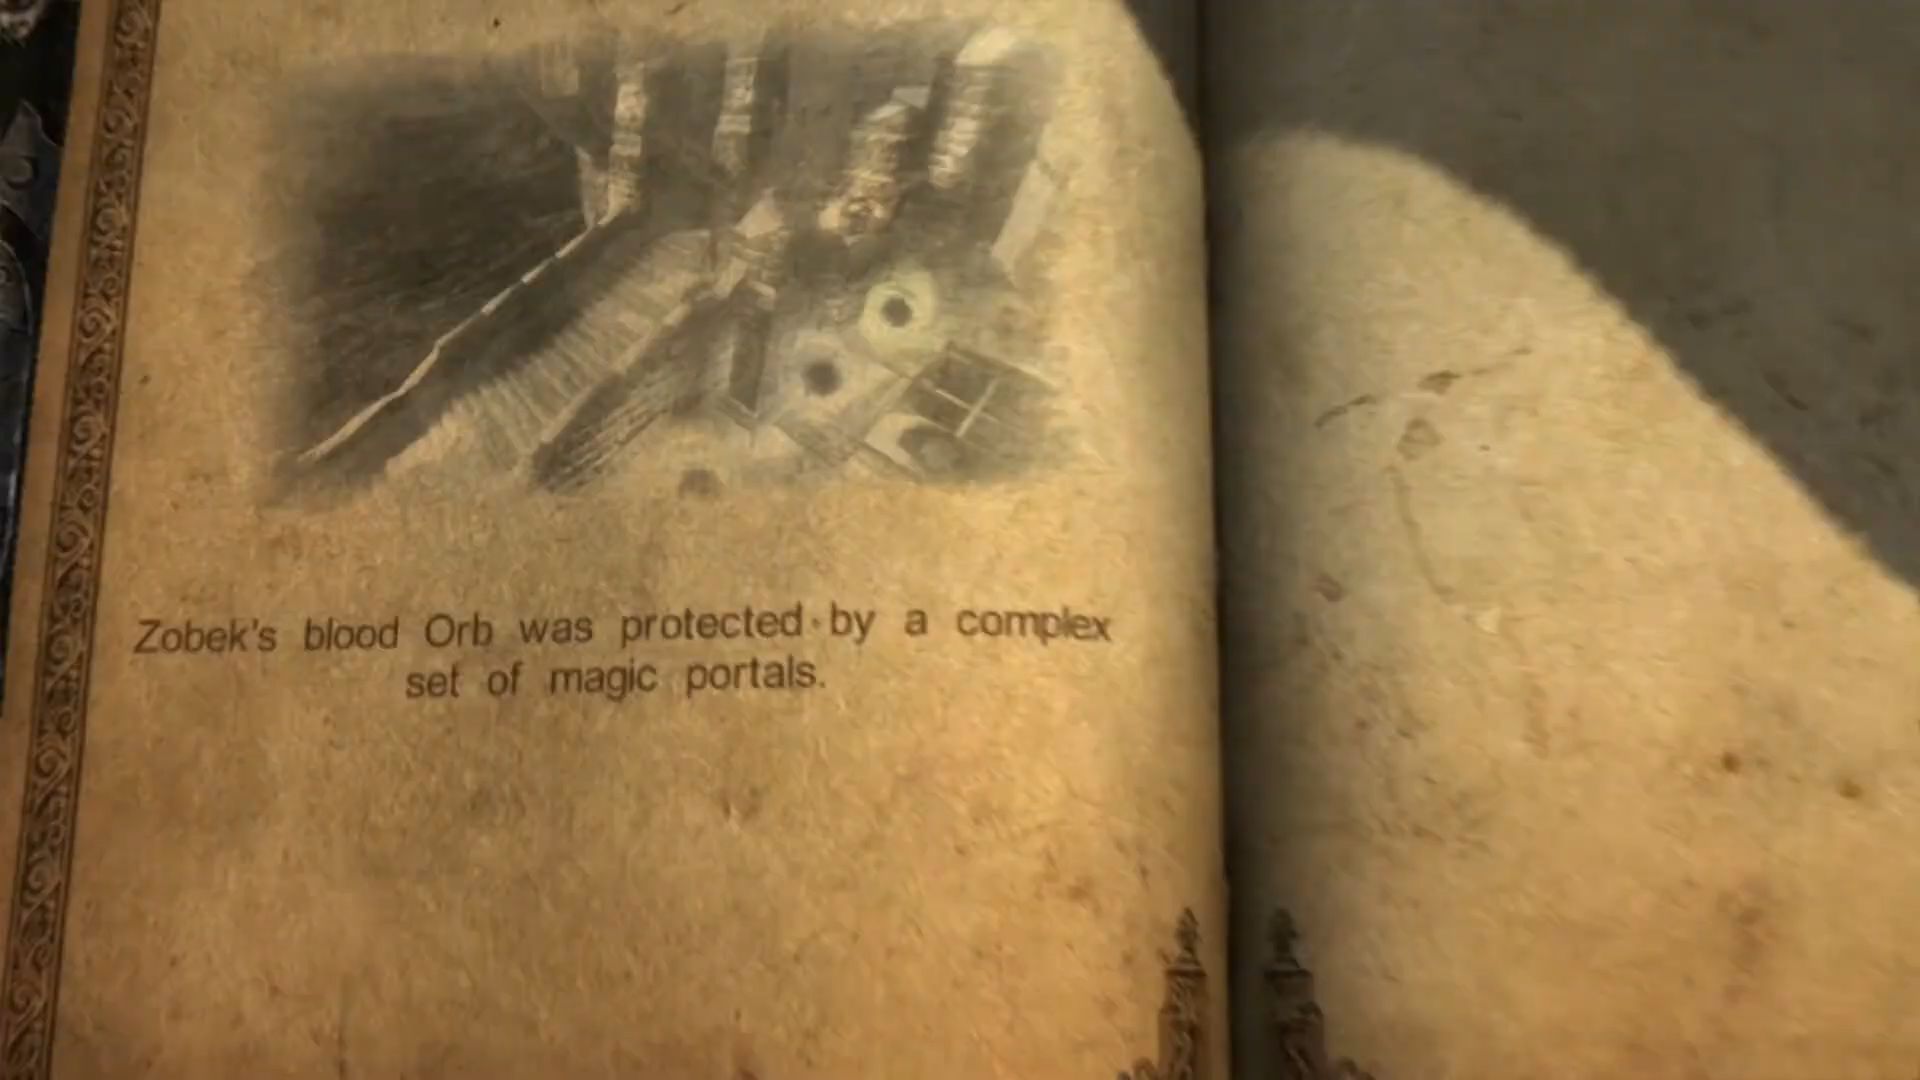 Zobek's blood Orb was protected by a complex
set of magic portals.